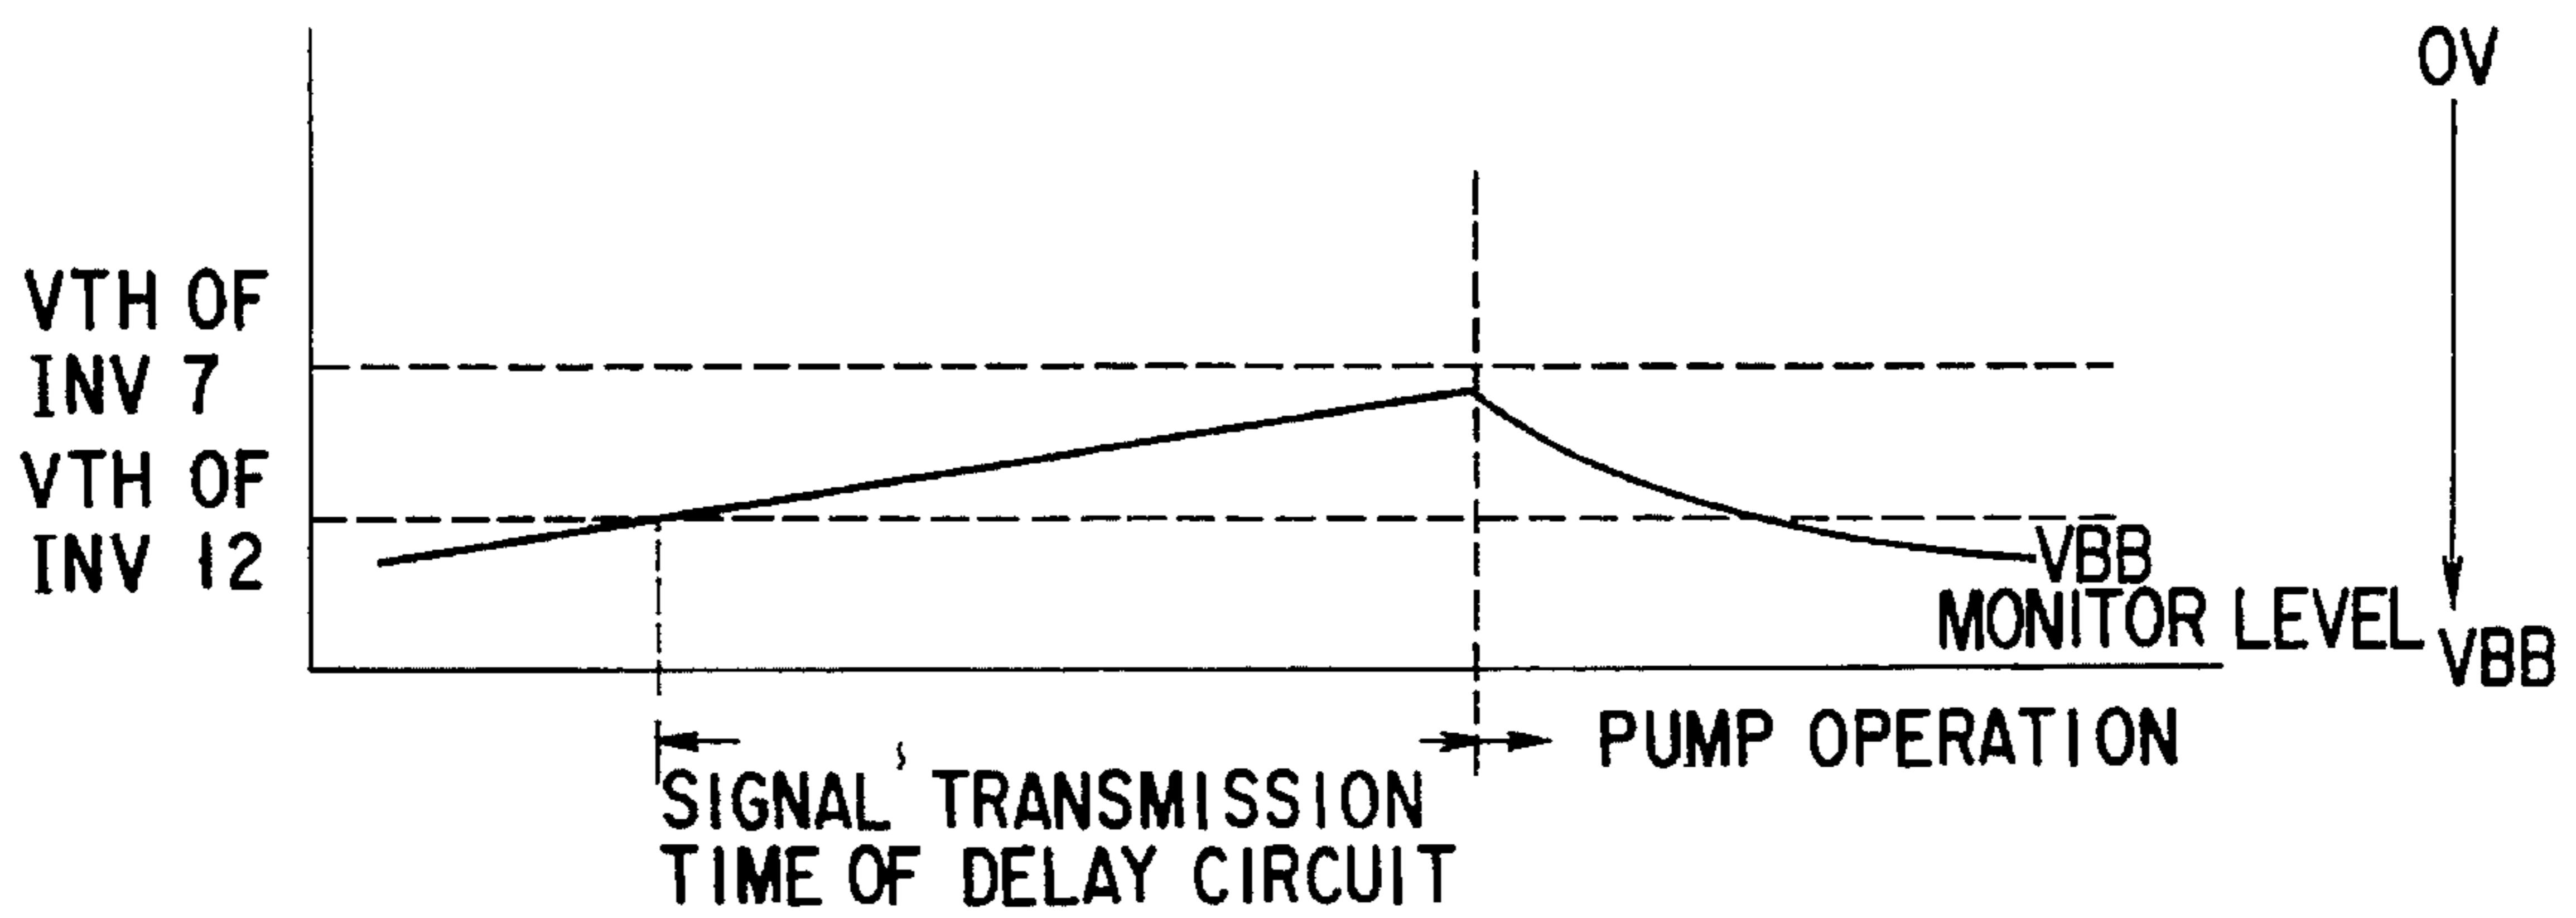 0V
VTH OF
INV 7
VTH OF
INV 12
VBB
MONITOR LEVEL
VBB
PUMP OPERATION
SIGNAL TRANSMISSION
TIME OF DELAY CIRCUIT